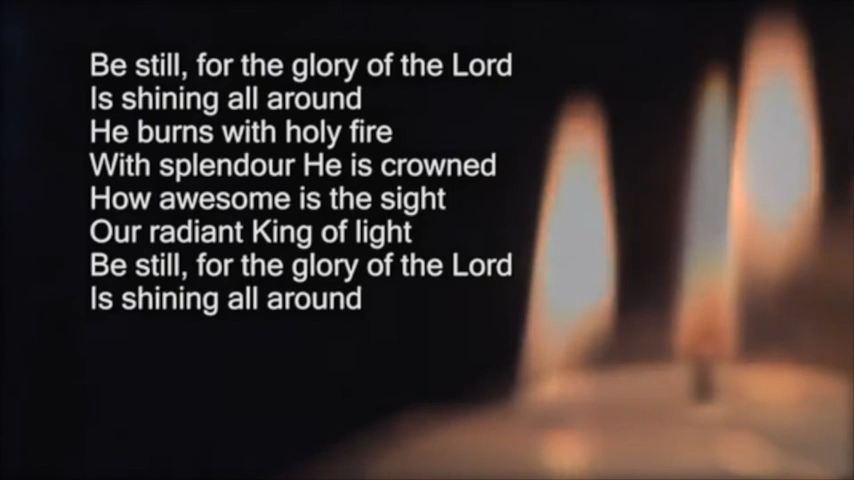 Be still, for the glory of the Lord
Is shining all around
He burns with holy fire
With splendour He is crowned
How awesome is the sight
Our radiant King of light
Be still, for the glory of the Lord
Is shining all around